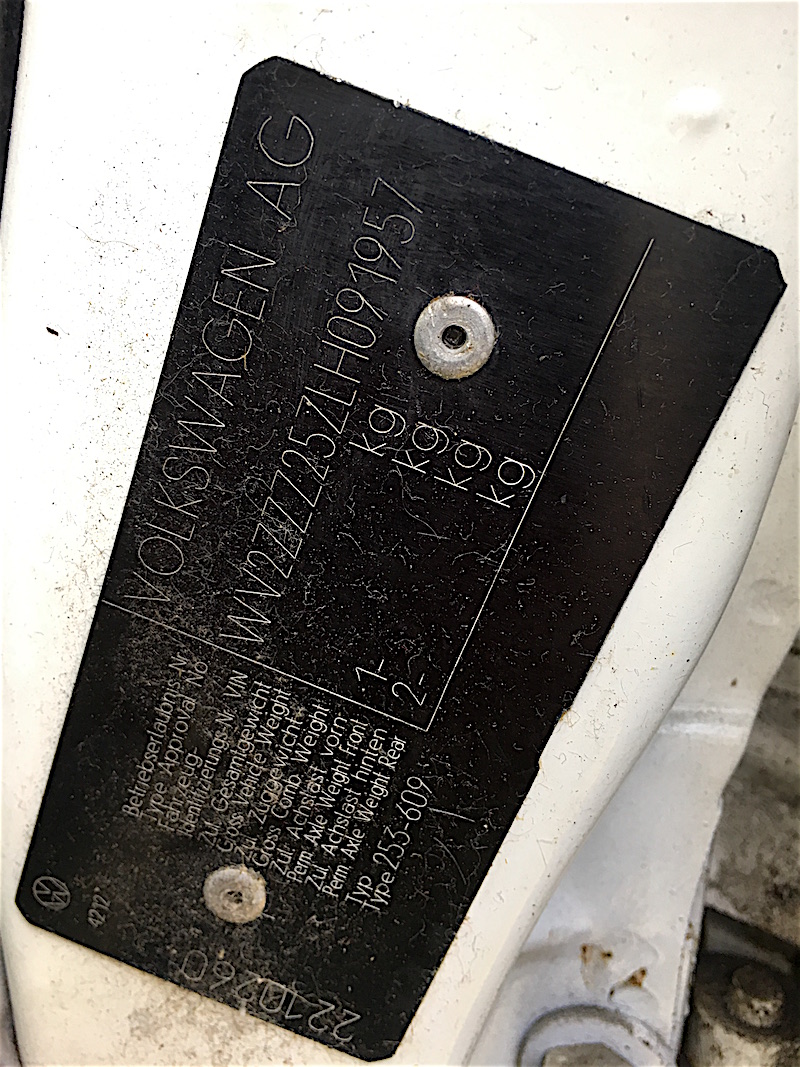 VOLKSWAGEN AG
Betriebserlaubnis-Nr.
Type Approval No.
Fahrzeug-
Identifizierungs-Nr. VIN WV2ZZZ25ZLH091957
Zul. Gesamtgewicht
Gross Vehicle Weight kg
Zul. Zuggewicht
Gross Comb. Weight kg
Zul. Achslast vorn
Perm. Axle Weight Front 1- kg
Zul. Achslast hinten
Perm. Axle Weight Rear 2- kg
Typ
Type 253-609
4212